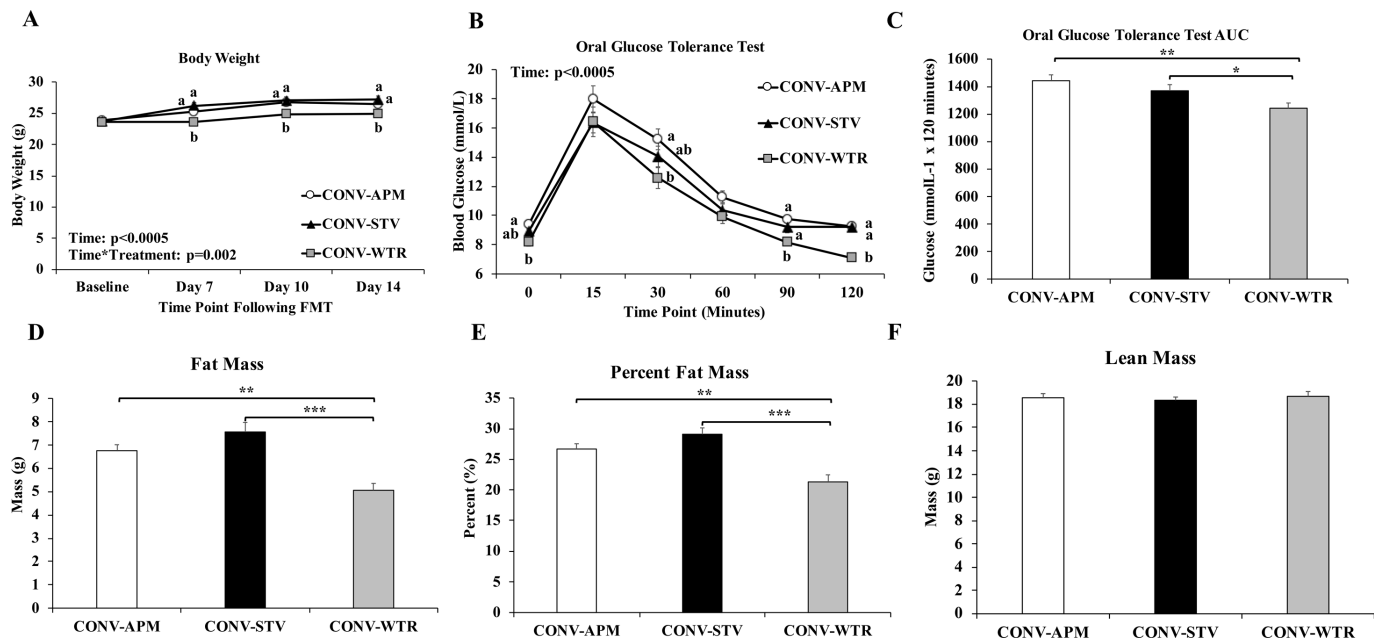 A
Body Weight
30
25
20
15
10
5
0
Body Weight (g)
a
a
a
a
a
b
b
b
CONV-APM
CONV-STV
CONV-WTR
Time: p<0.0005
Time*Treatment: p=0.002
Baseline
Day 7
Day 10
Day 14
Time Point Following FMT
B
Oral Glucose Tolerance Test
Time: p<0.0005
20
18
16
14
12
10
8
6
Blood Glucose (mmol/L)
CONV-APM
CONV-STV
CONV-WTR
a
ab
b
a
ab
b
a
a
b
a
a
b
0
15
30
60
90
120
Time Point (Minutes)
C
Oral Glucose Tolerance Test AUC
**
*
1600
1400
1200
1000
800
600
400
200
0
Glucose (mmolL-1 x 120 minutes)
CONV-APM
CONV-STV
CONV-WTR
D
Fat Mass
**
***
9
8
7
6
5
4
3
2
1
0
Mass (g)
CONV-APM
CONV-STV
CONV-WTR
E
Percent Fat Mass
**
***
35
30
25
20
15
10
5
0
Percent (%)
CONV-APM
CONV-STV
CONV-WTR
F
Lean Mass
20
18
16
14
12
10
8
6
4
2
0
Mass (g)
CONV-APM
CONV-STV
CONV-WTR